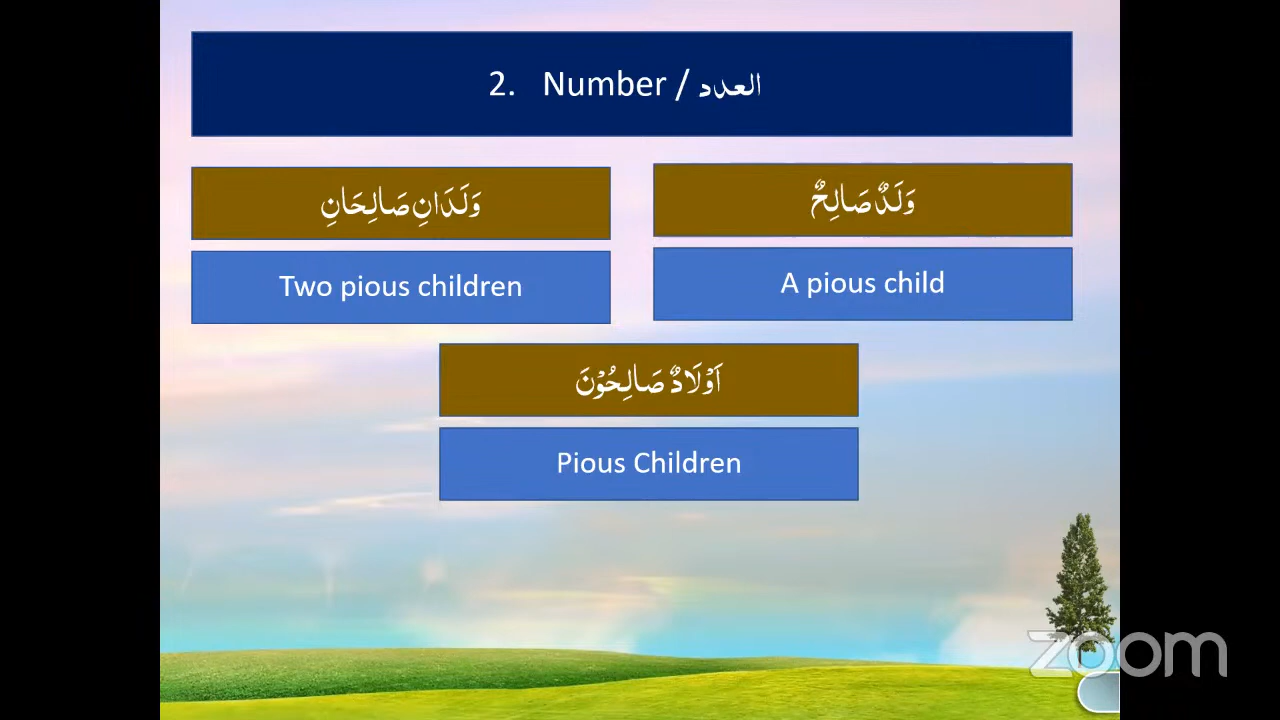 2. Number / العدد
وَلَدٌ صَالِحٌ
A pious child
وَلَدَانِ صَالِحَانِ
Two pious children
اَوْلَادٌ صَالِحُوْنَ
Pious Children
zoom